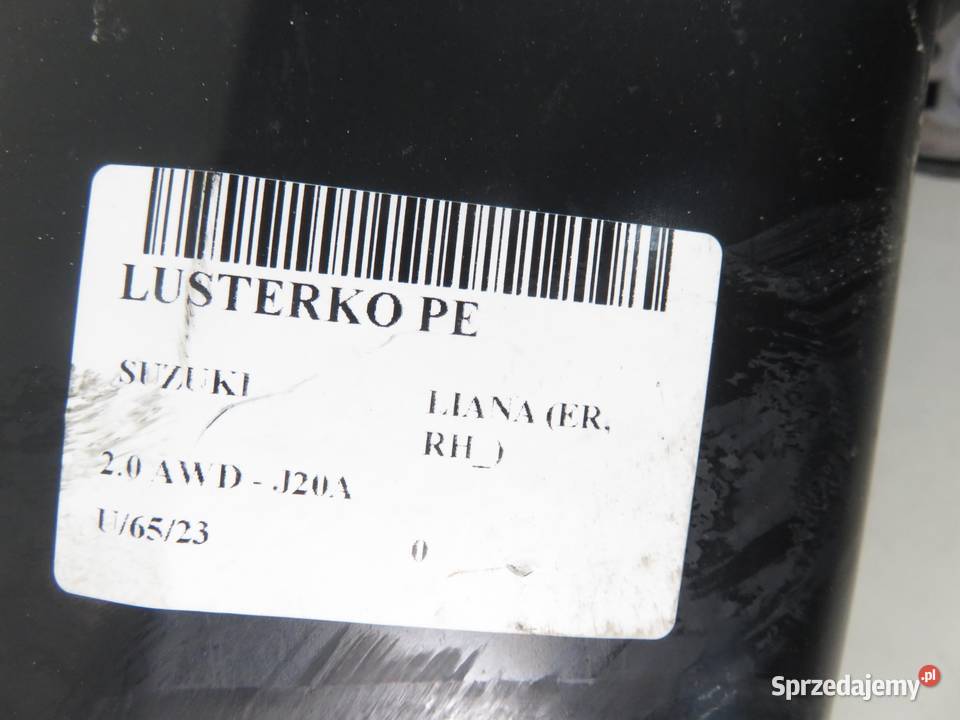 LUSTERKO PE
SUZUKI
LIANA (ER,
RH_)
2.0 AWD - J20A
U/65/23
0
Sprzedajemy.pl